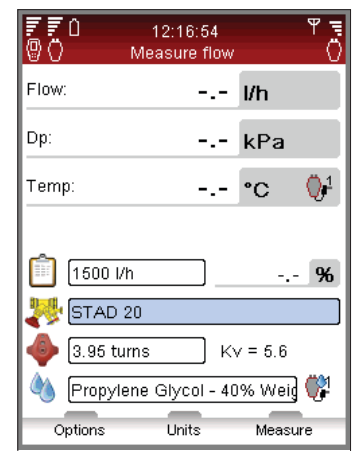 12:16:54
Measure flow
Flow: -.- l/h
Dp: -.- kPa
Temp: -.- °C 1
1500 l/h -.- %
STAD 20
3.95 turns Kv = 5.6
Propylene Glycol - 40% Weig
Options Units Measure